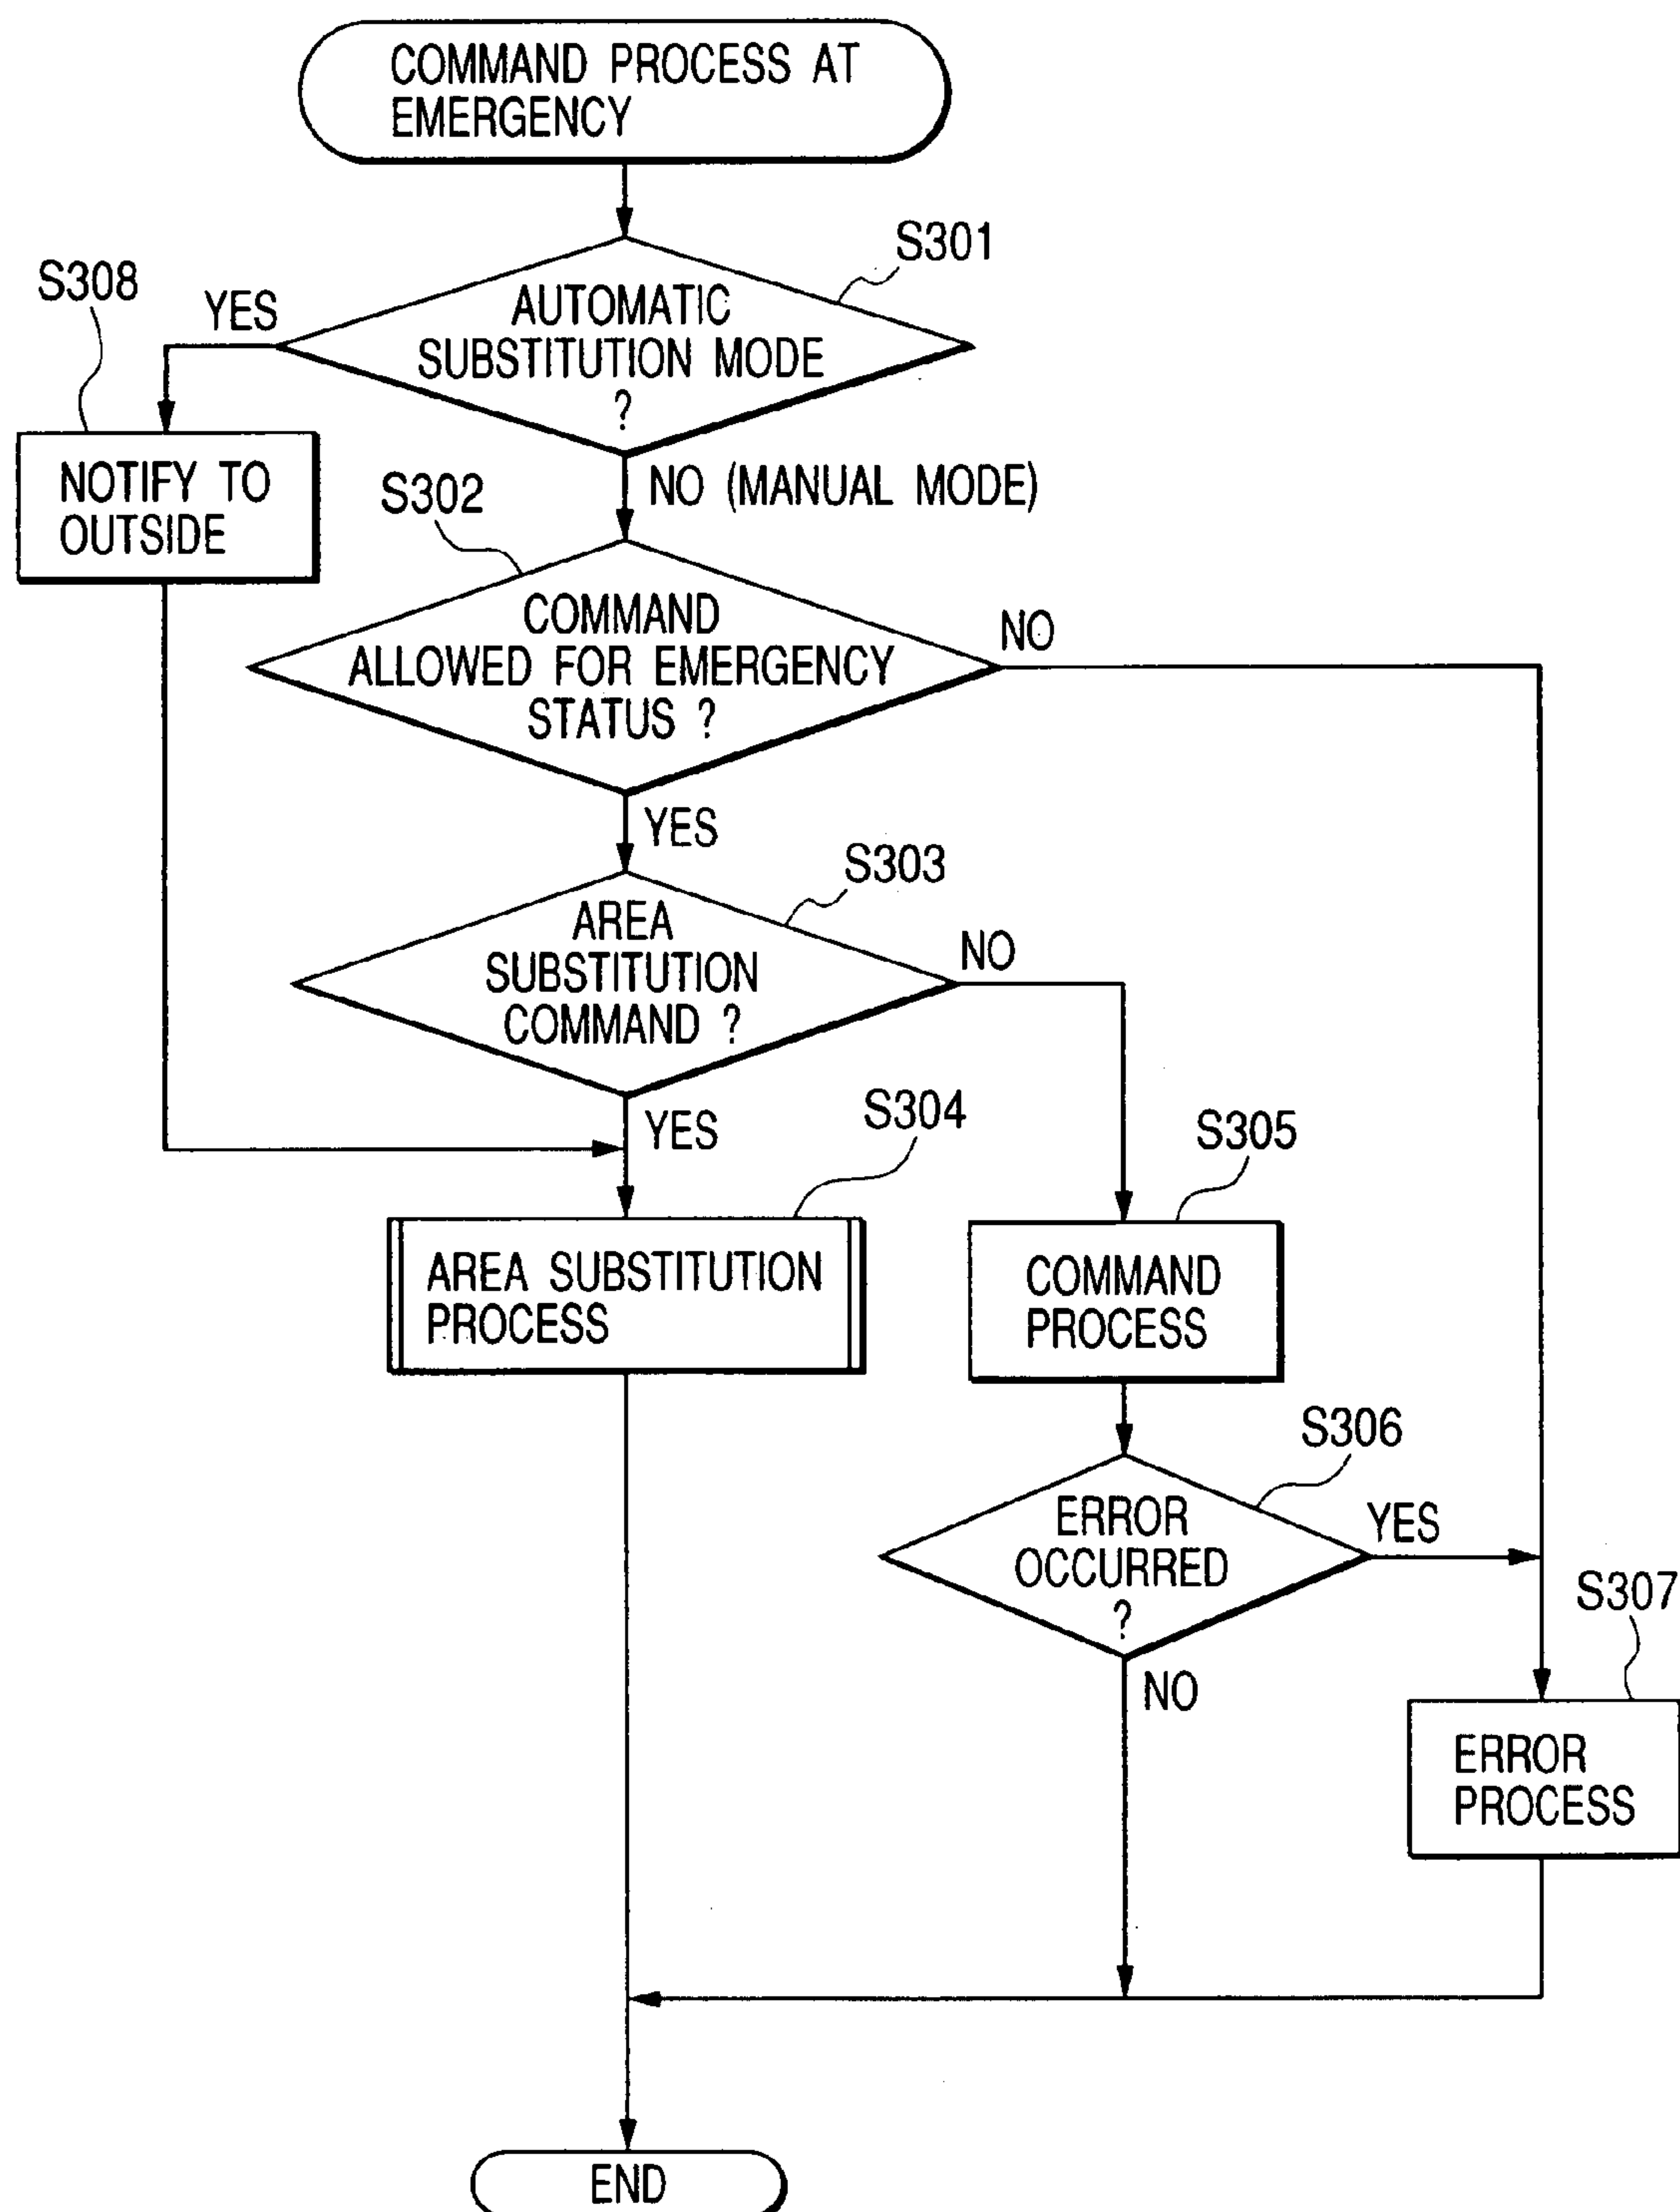 COMMAND PROCESS AT
EMERGENCY
S301
S308
YES
AUTOMATIC
SUBSTITUTION MODE
?
NOTIFY TO
OUTSIDE
S302
NO (MANUAL MODE)
COMMAND
ALLOWED FOR EMERGENCY
STATUS ?
NO
YES
S303
AREA
SUBSTITUTION
COMMAND ?
NO
YES
S304
S305
AREA SUBSTITUTION
PROCESS
COMMAND
PROCESS
S306
ERROR
OCCURRED
?
YES
S307
NO
ERROR
PROCESS
END